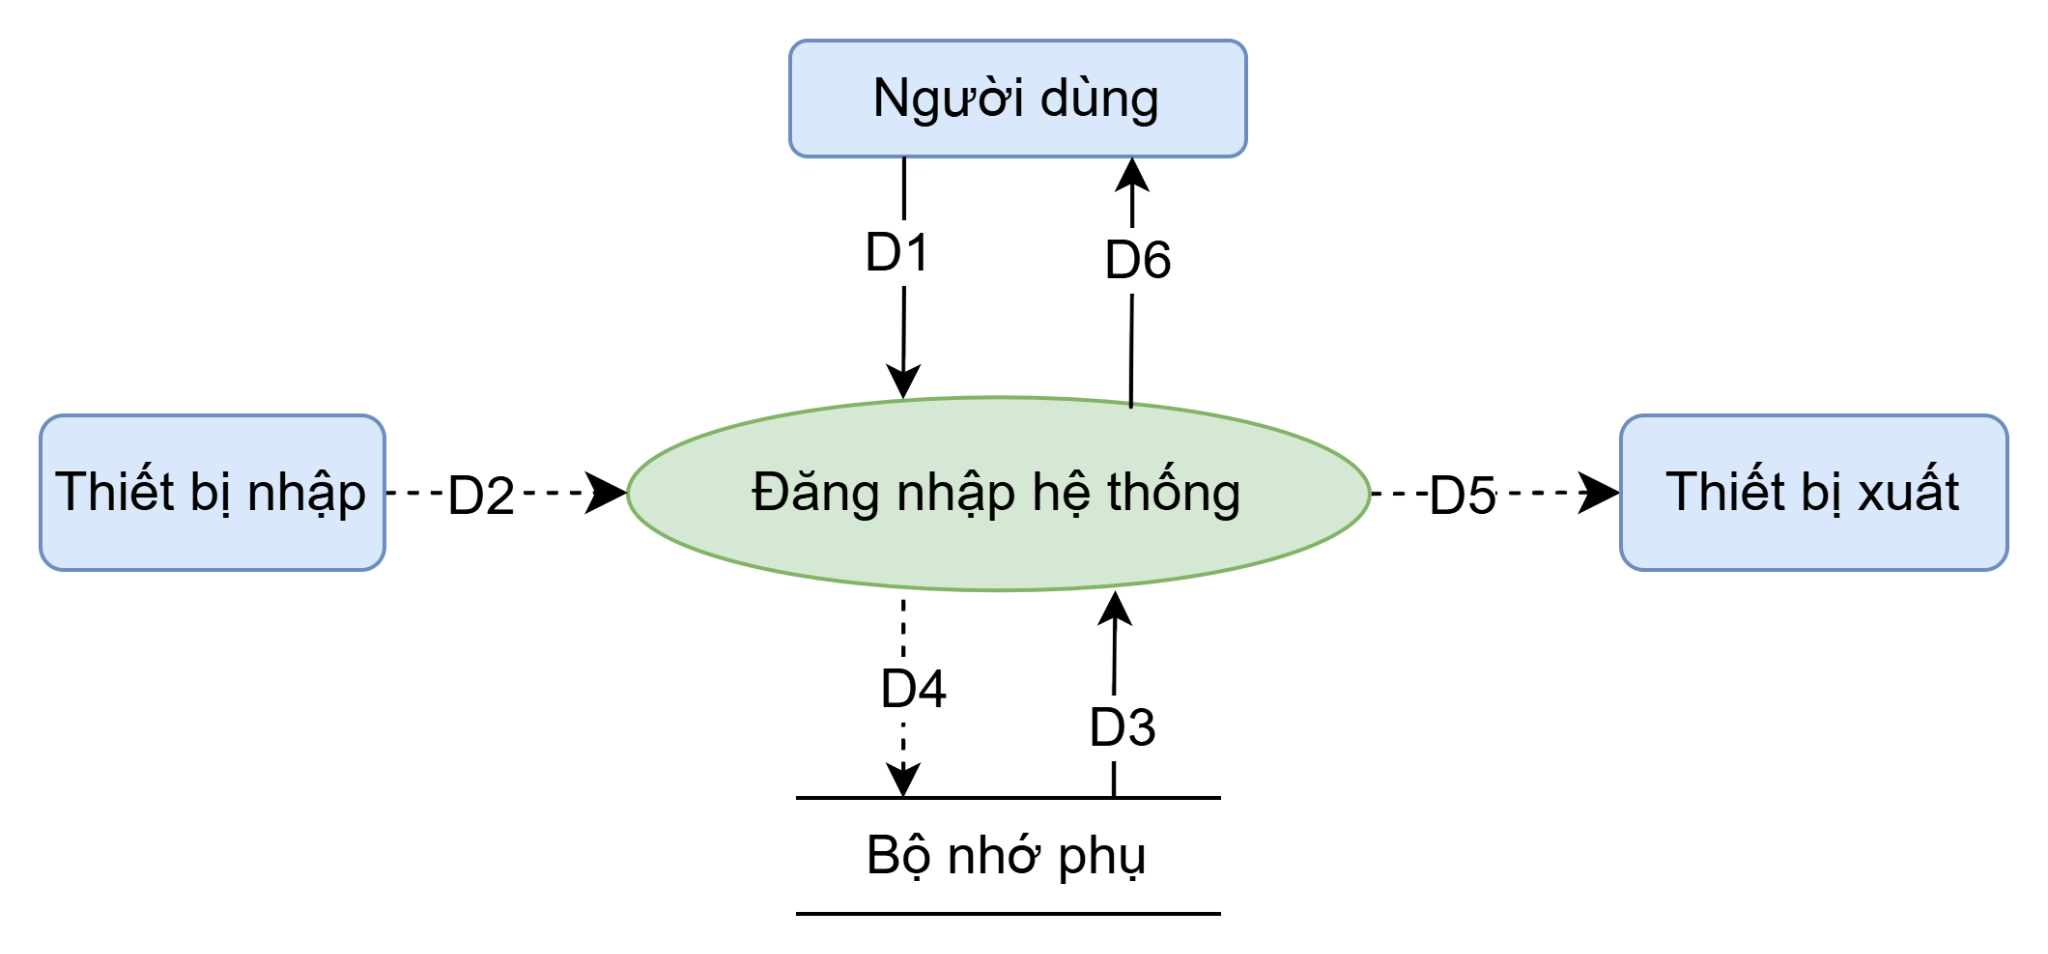 Người dùng
D1
D6
Thiết bị nhập
D2
Đăng nhập hệ thống
D5
Thiết bị xuất
D4
D3
Bộ nhớ phụ